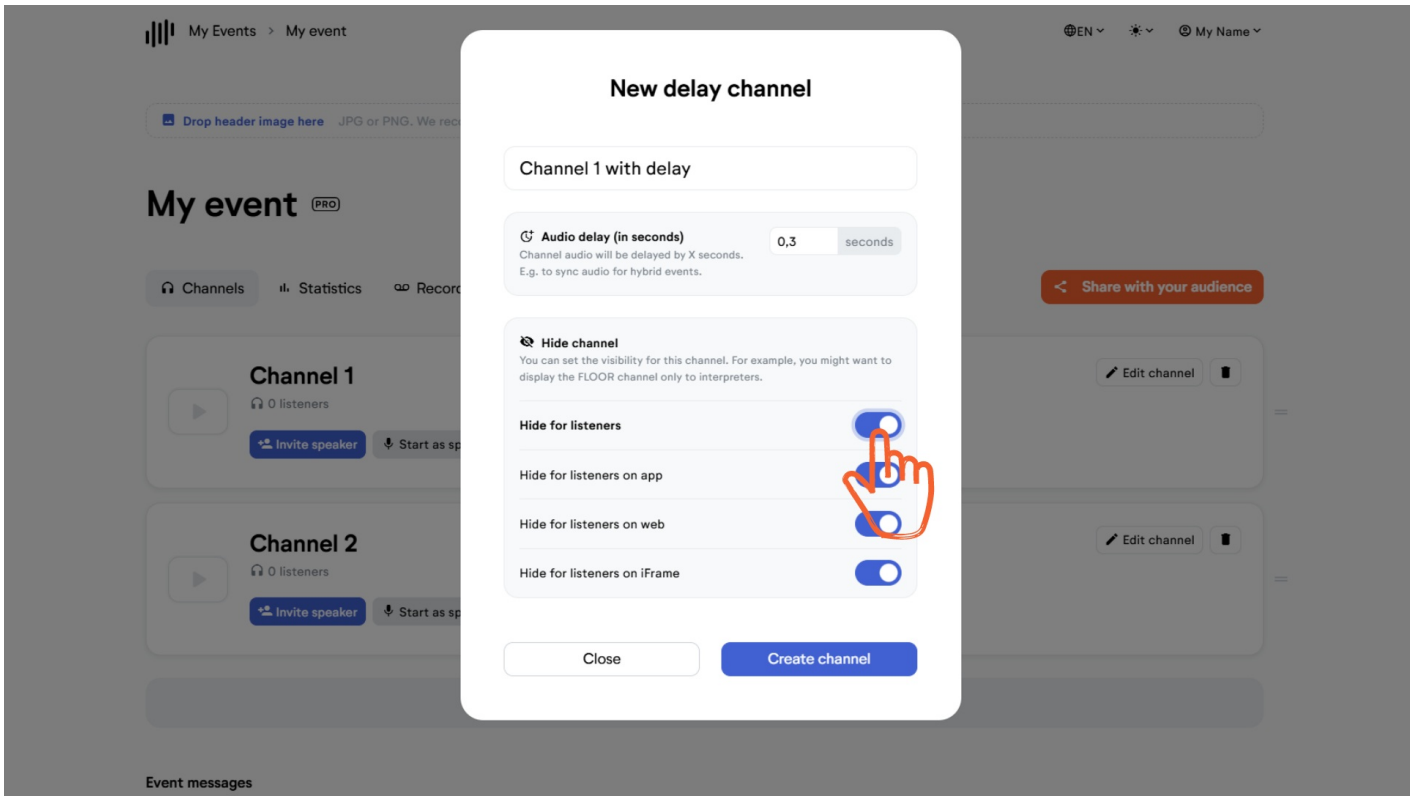 My Events > My event
EN
My Name
New delay channel
Drop header image here JPG or PNG. We rec
Channel 1 with delay
My event PRO
Audio delay (in seconds)
Channel audio will be delayed by X seconds.
E.g. to sync audio for hybrid events.
0,3 seconds
Channels Statistics Record
Share with your audience
Hide channel
You can set the visibility for this channel. For example, you might want to
display the FLOOR channel only to interpreters.
Channel 1
0 listeners
Invite speaker Start as sp
Edit channel
Hide for listeners
Hide for listeners on app
Hide for listeners on web
Hide for listeners on iFrame
Channel 2
0 listeners
Invite speaker Start as sp
Edit channel
Close
Create channel
Event messages